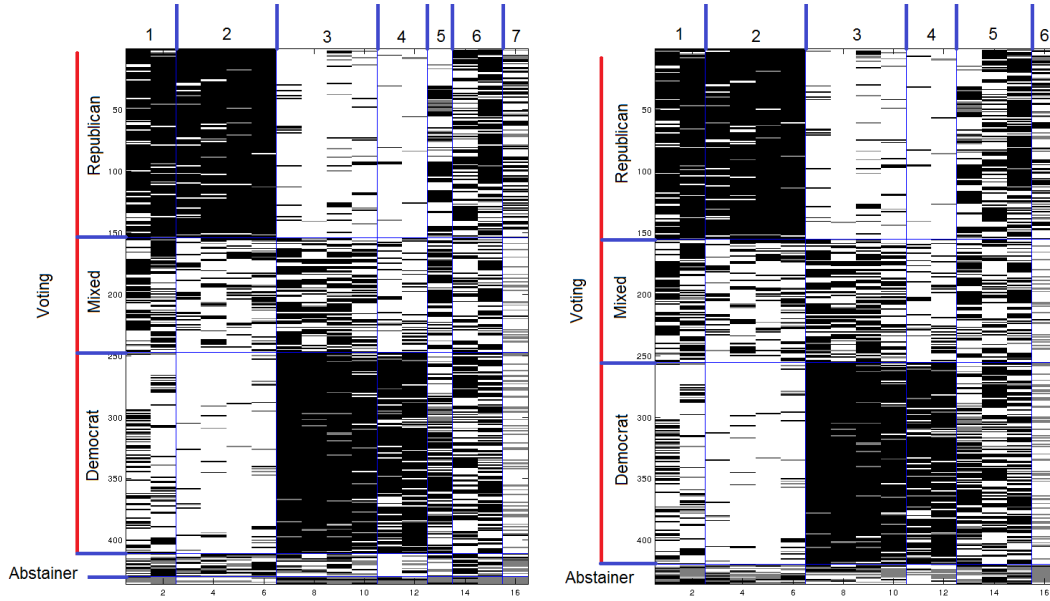 1 2 3 4 5 6 7
Republican
Mixed
Democrat
Voting
Abstainer
50
100
150
200
250
300
350
400
2 4 6 8 10 12 14 16
1 2 3 4 5 6
Republican
Mixed
Democrat
Voting
Abstainer
50
100
150
200
250
300
350
400
2 4 6 8 10 12 14 16